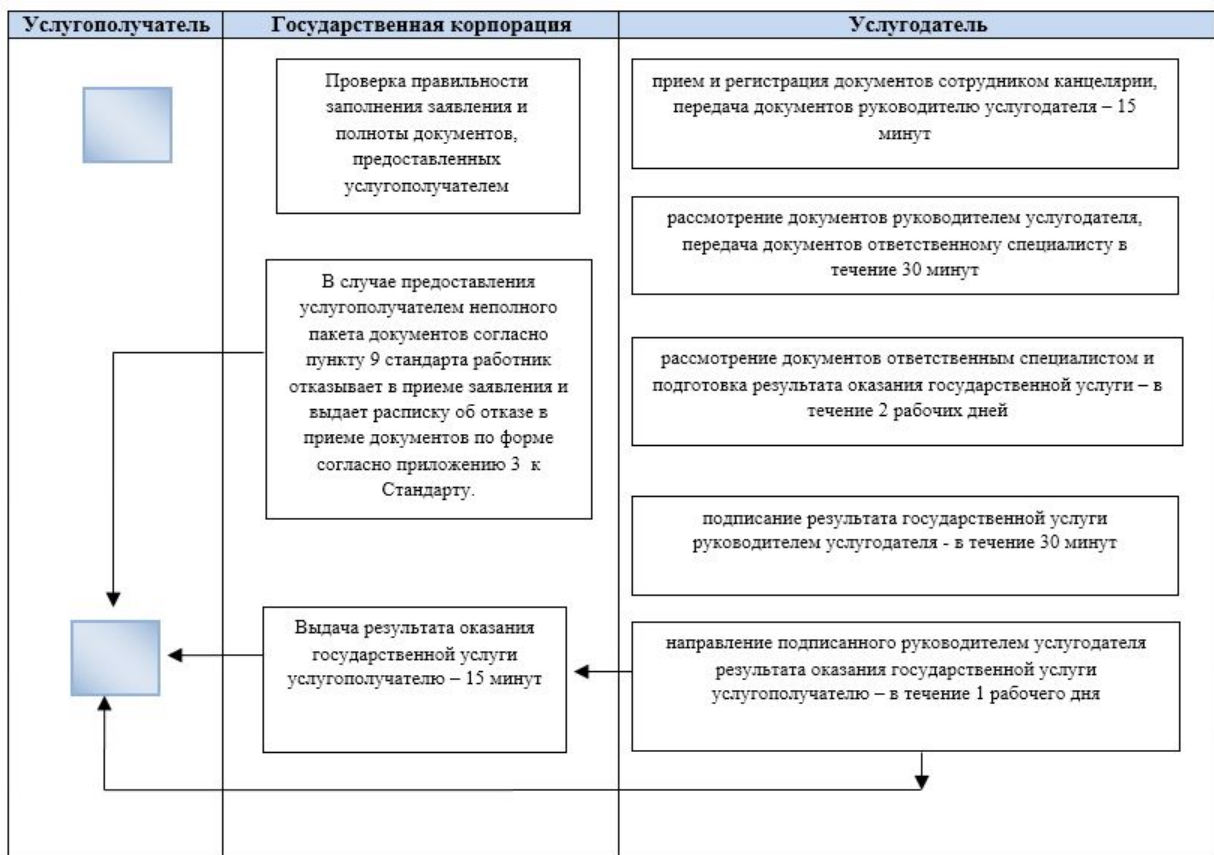 Услугополучатель
Государственная корпорация
Услугодатель
Проверка правильности
заполнения заявления и
полноты документов,
предоставленных
услугополучателем
В случае предоставления
услугополучателем неполного
пакета документов согласно
пункту 9 стандарта работник
отказывает в приеме заявления и
выдает расписку об отказе в
приеме документов по форме
согласно приложению 3 к
Стандарту.
Выдача результата оказания
государственной услуги
услугополучателю – 15 минут
прием и регистрация документов сотрудником канцелярии,
передача документов руководителю услугодателя – 15
минут
рассмотрение документов руководителем услугодателя,
передача документов ответственному специалисту в
течение 30 минут
рассмотрение документов ответственным специалистом и
подготовка результата оказания государственной услуги – в
течение 2 рабочих дней
подписание результата государственной услуги
руководителем услугодателя - в течение 30 минут
направление подписанного руководителем услугодателя
результата оказания государственной услуги
услугополучателю – в течение 1 рабочего дня